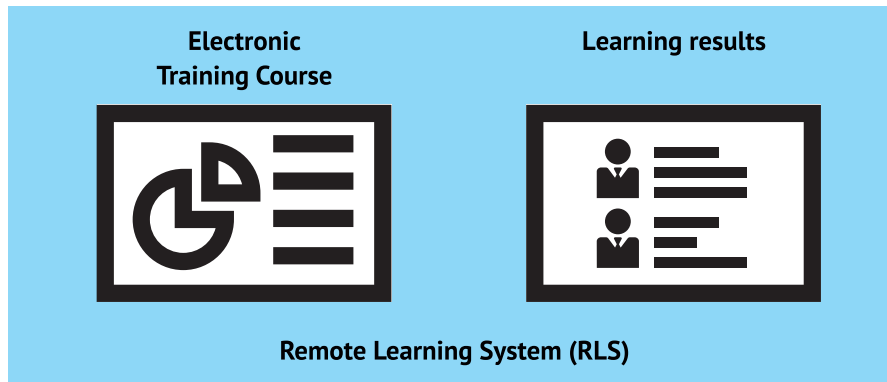 Electronic
Training Course
Learning results
Remote Learning System (RLS)